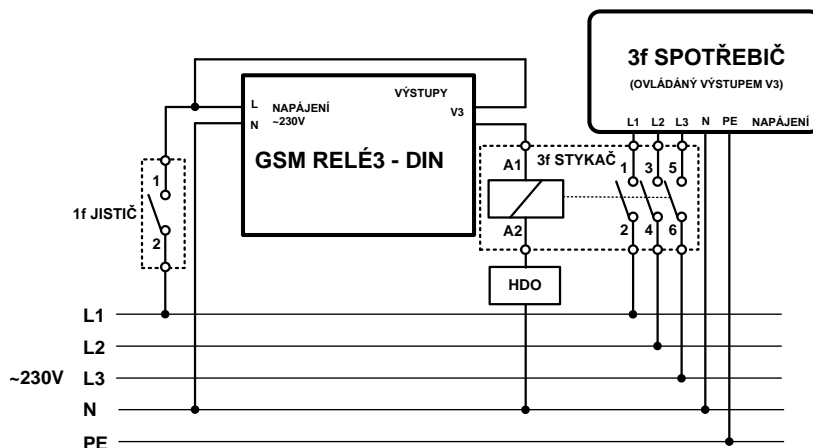 3f SPOTŘEBIČ
(OVLÁDÁNÝ VÝSTUPEM V3)
L1 L2 L3 N PE NAPÁJENÍ
VÝSTUPY
L NAPÁJENÍ
N ~230V
V3
GSM RELÉ3 - DIN
A1
3f STYKAČ
1 3 5
A2
2 4 6
1
1f JISTIČ
2
HDO
L1
L2
~230V L3
N
PE